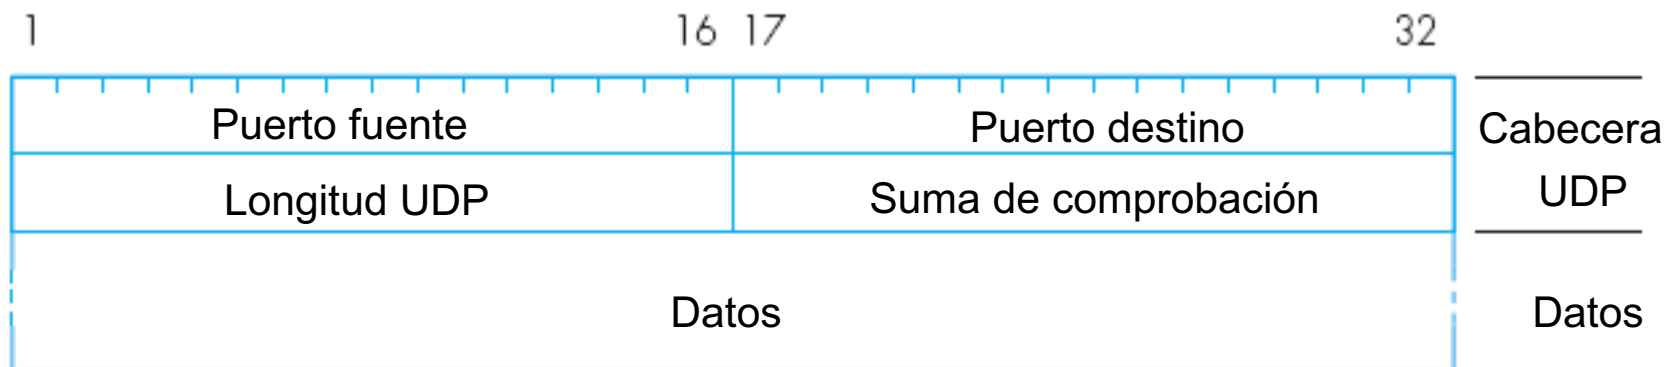 1 16 17 32
Puerto fuente Puerto destino Cabecera
Longitud UDP Suma de comprobación UDP
Datos Datos